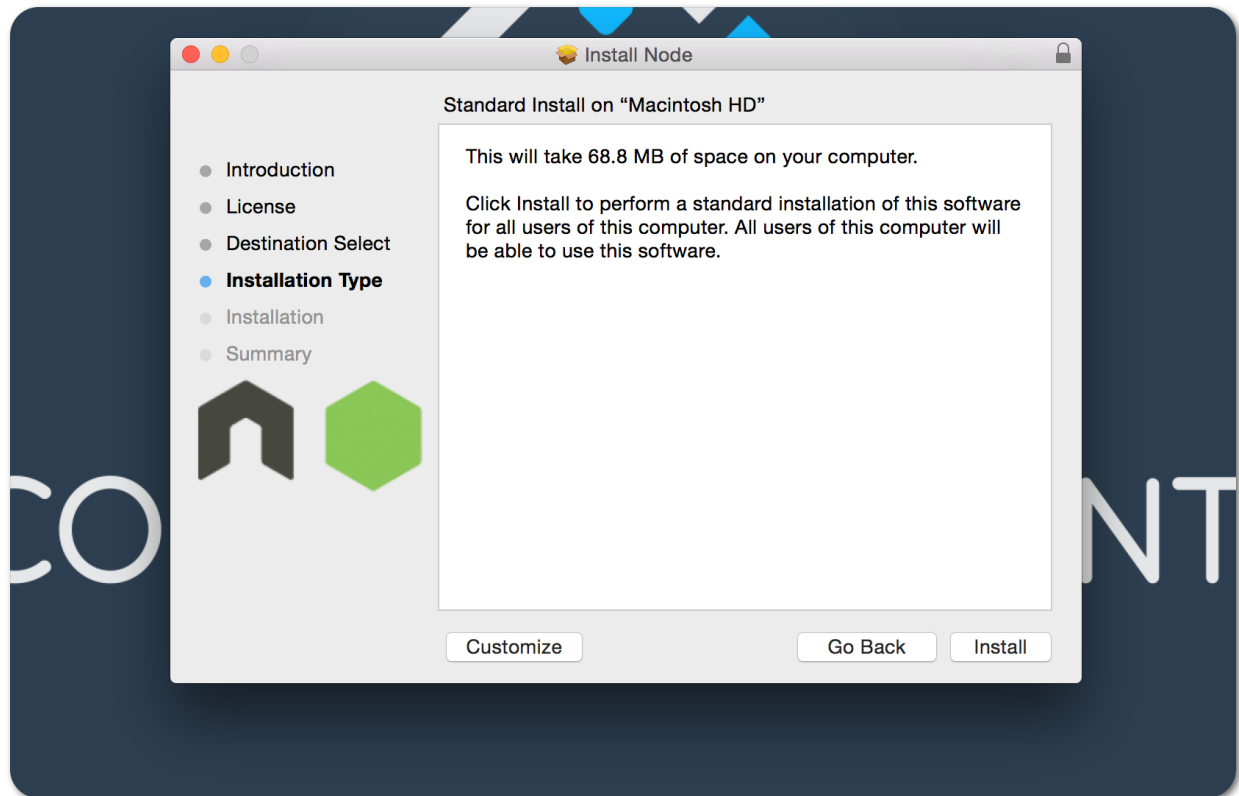 Install Node
Standard Install on “Macintosh HD”
Introduction
License
Destination Select
Installation Type
Installation
Summary
This will take 68.8 MB of space on your computer.
Click Install to perform a standard installation of this software
for all users of this computer. All users of this computer will
be able to use this software.
CO
NT
Customize
Go Back
Install